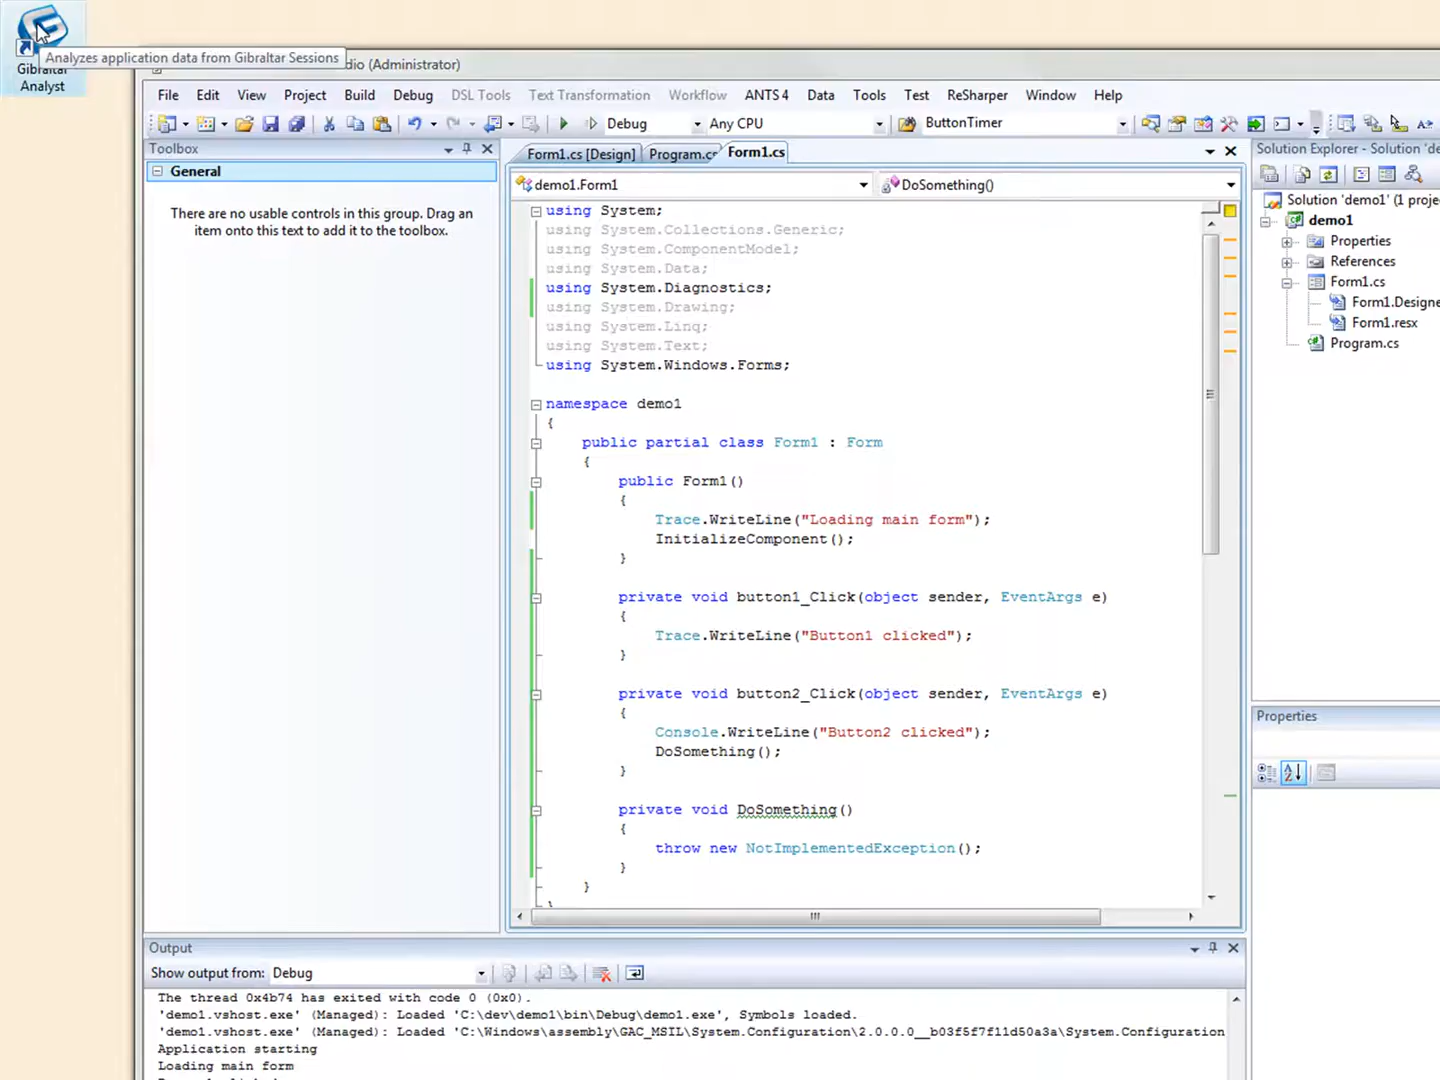 Analyzes application data from Gibraltar Sessions
Gibraltar
Analyst
dio (Administrator)
File Edit View Project Build Debug DSL Tools Text Transformation Workflow ANTS 4 Data Tools Test ReSharper Window Help
Debug Any CPU ButtonTimer
Toolbox
General
There are no usable controls in this group. Drag an
item onto this text to add it to the toolbox.
Form1.cs [Design] Program.cs Form1.cs
demo1.Form1 DoSomething()
using System;
using System.Collections.Generic;
using System.ComponentModel;
using System.Data;
using System.Diagnostics;
using System.Drawing;
using System.Linq;
using System.Text;
using System.Windows.Forms;
namespace demo1
{
public partial class Form1 : Form
{
public Form1()
{
Trace.WriteLine("Loading main form");
InitializeComponent();
}
private void button1_Click(object sender, EventArgs e)
{
Trace.WriteLine("Button1 clicked");
}
private void button2_Click(object sender, EventArgs e)
{
Console.WriteLine("Button2 clicked");
DoSomething();
}
private void DoSomething()
{
throw new NotImplementedException();
}
}
Solution Explorer - Solution 'de
Solution 'demo1' (1 projec
demo1
Properties
References
Form1.cs
Form1.Designe
Form1.resx
Program.cs
Properties
Output
Show output from: Debug
The thread 0x4b74 has exited with code 0 (0x0).
'demo1.vshost.exe' (Managed): Loaded 'C:\dev\demo1\bin\Debug\demo1.exe', Symbols loaded.
'demo1.vshost.exe' (Managed): Loaded 'C:\Windows\assembly\GAC_MSIL\System.Configuration\2.0.0.0__b03f5f7f11d50a3a\System.Configuration
Application starting
Loading main form